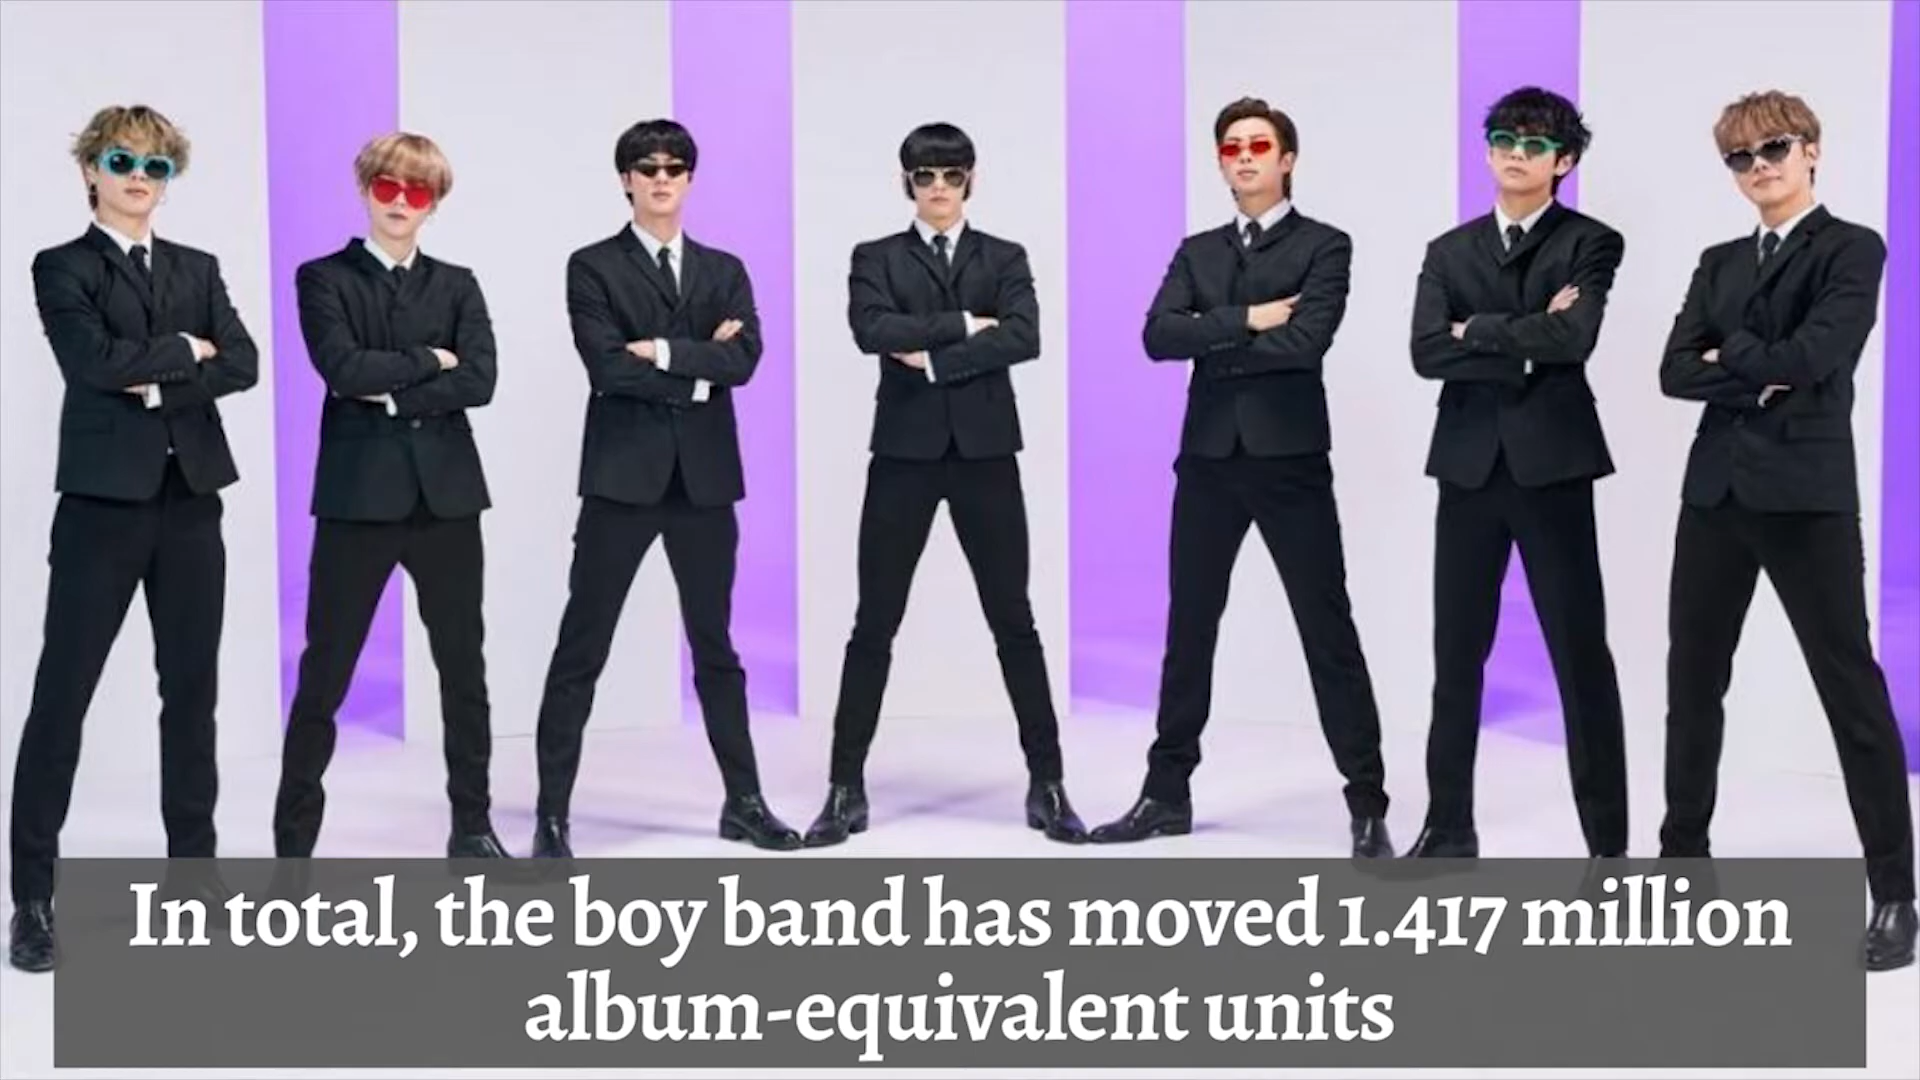 In total, the boy band has moved 1.417 million
album-equivalent units